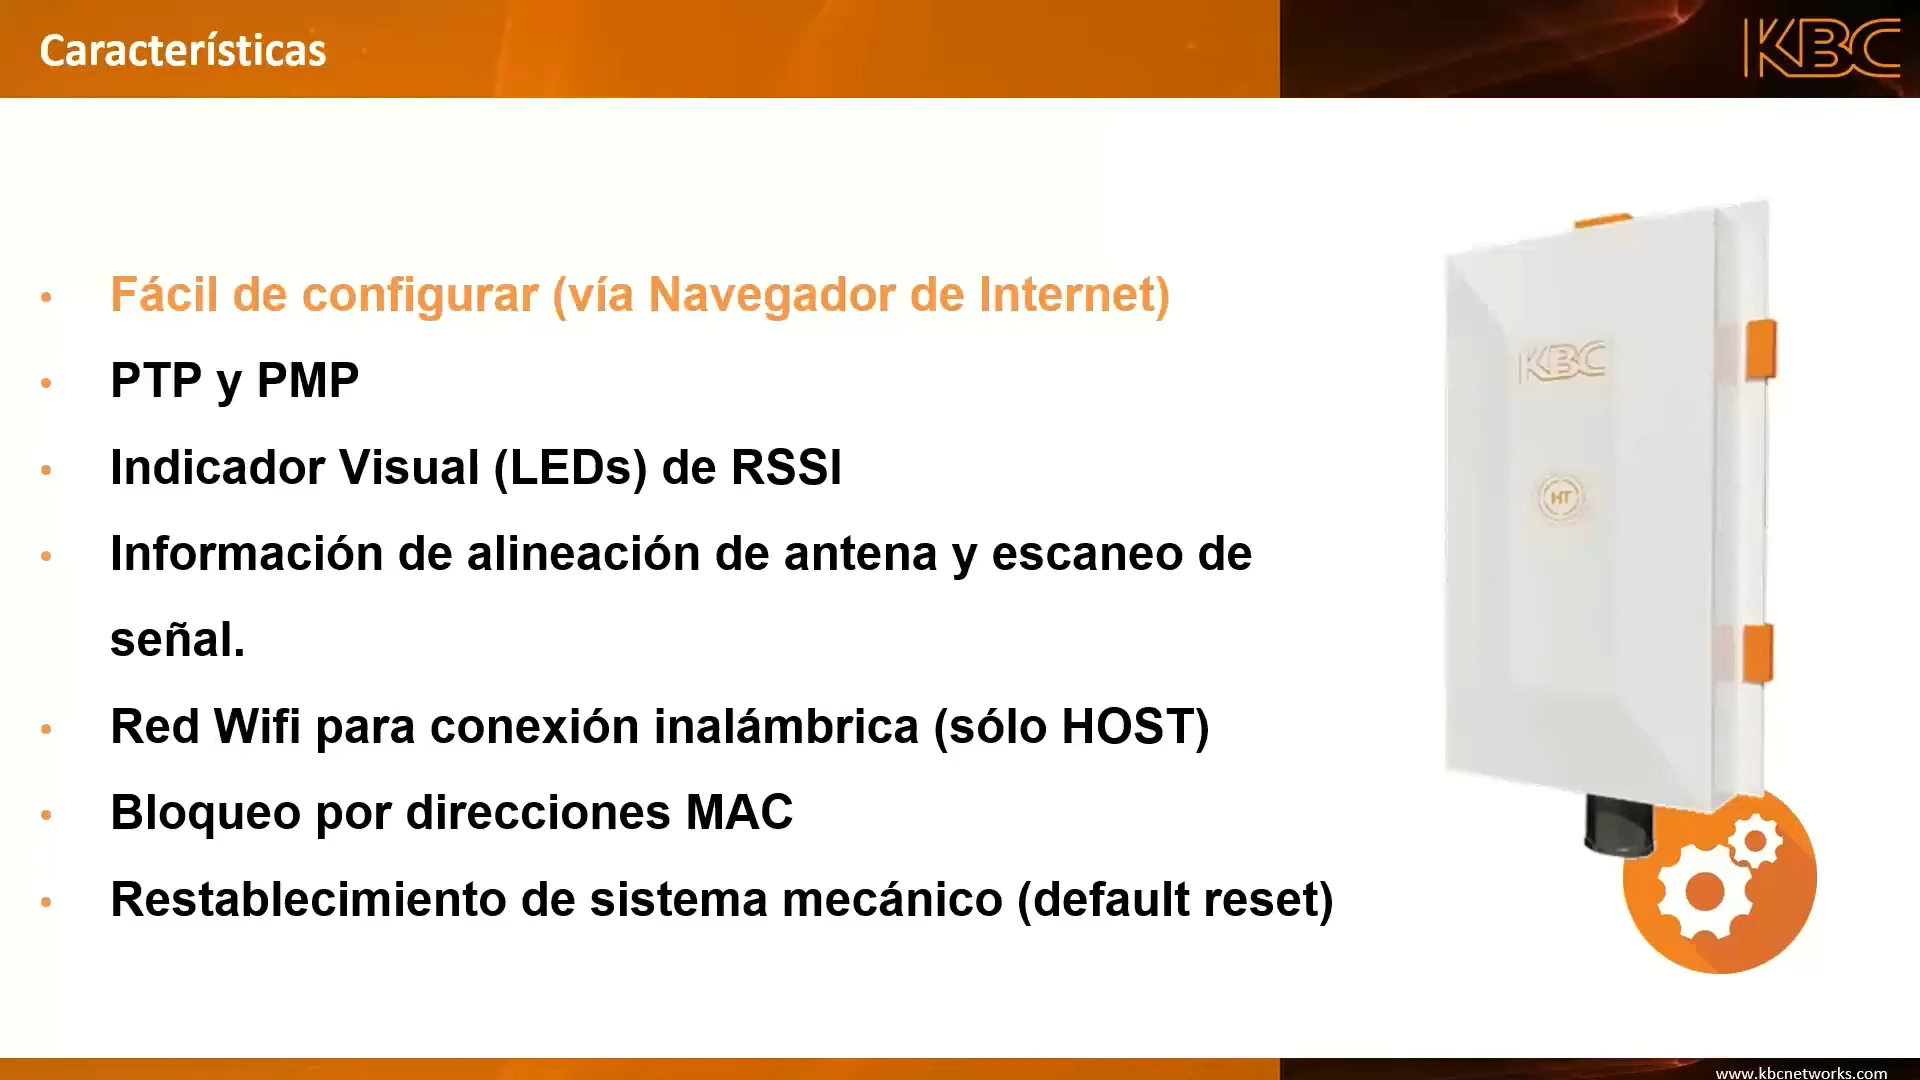 Características
KBC
Fácil de configurar (vía Navegador de Internet)
PTP y PMP
Indicador Visual (LEDs) de RSSI
Información de alineación de antena y escaneo de
señal.
Red Wifi para conexión inalámbrica (sólo HOST)
Bloqueo por direcciones MAC
Restablecimiento de sistema mecánico (default reset)
KBC
HT
www.kbcnetworks.com